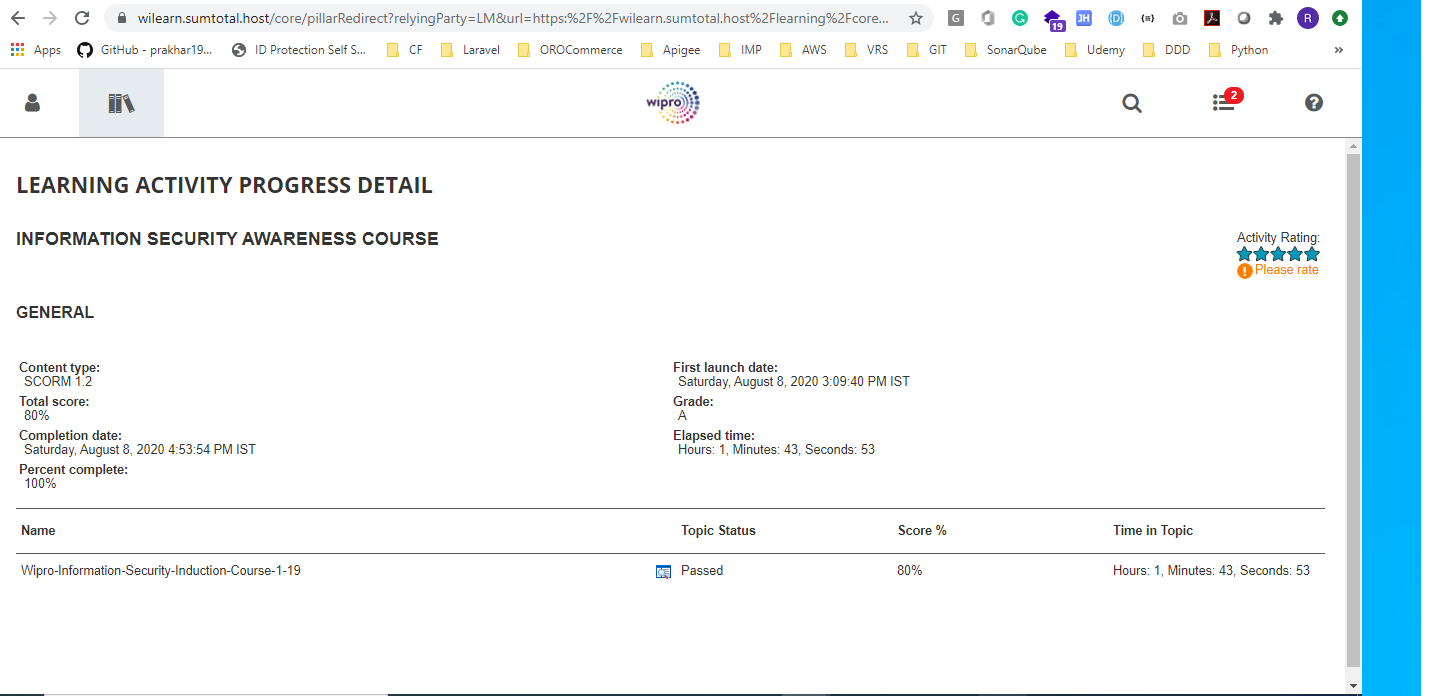 wilearn.sumtotal.host/core/pillarRedirect?relyingParty=LM&url=https:%2F%2Fwilearn.sumtotal.host%2Flearning%2Fcore...
G G 19 JH (D) {=} R
Apps GitHub - prakhar19... ID Protection Self S... CF Laravel OROCommerce Apigee IMP AWS VRS GIT SonarQube Udemy DDD Python »
wipro 2 ?
LEARNING ACTIVITY PROGRESS DETAIL
INFORMATION SECURITY AWARENESS COURSE
Activity Rating:
! Please rate
GENERAL
Content type: First launch date:
SCORM 1.2 Saturday, August 8, 2020 3:09:40 PM IST
Total score: Grade:
80% A
Completion date: Elapsed time:
Saturday, August 8, 2020 4:53:54 PM IST Hours: 1, Minutes: 43, Seconds: 53
Percent complete:
100%
Name Topic Status Score % Time in Topic
Wipro-Information-Security-Induction-Course-1-19 Passed 80% Hours: 1, Minutes: 43, Seconds: 53